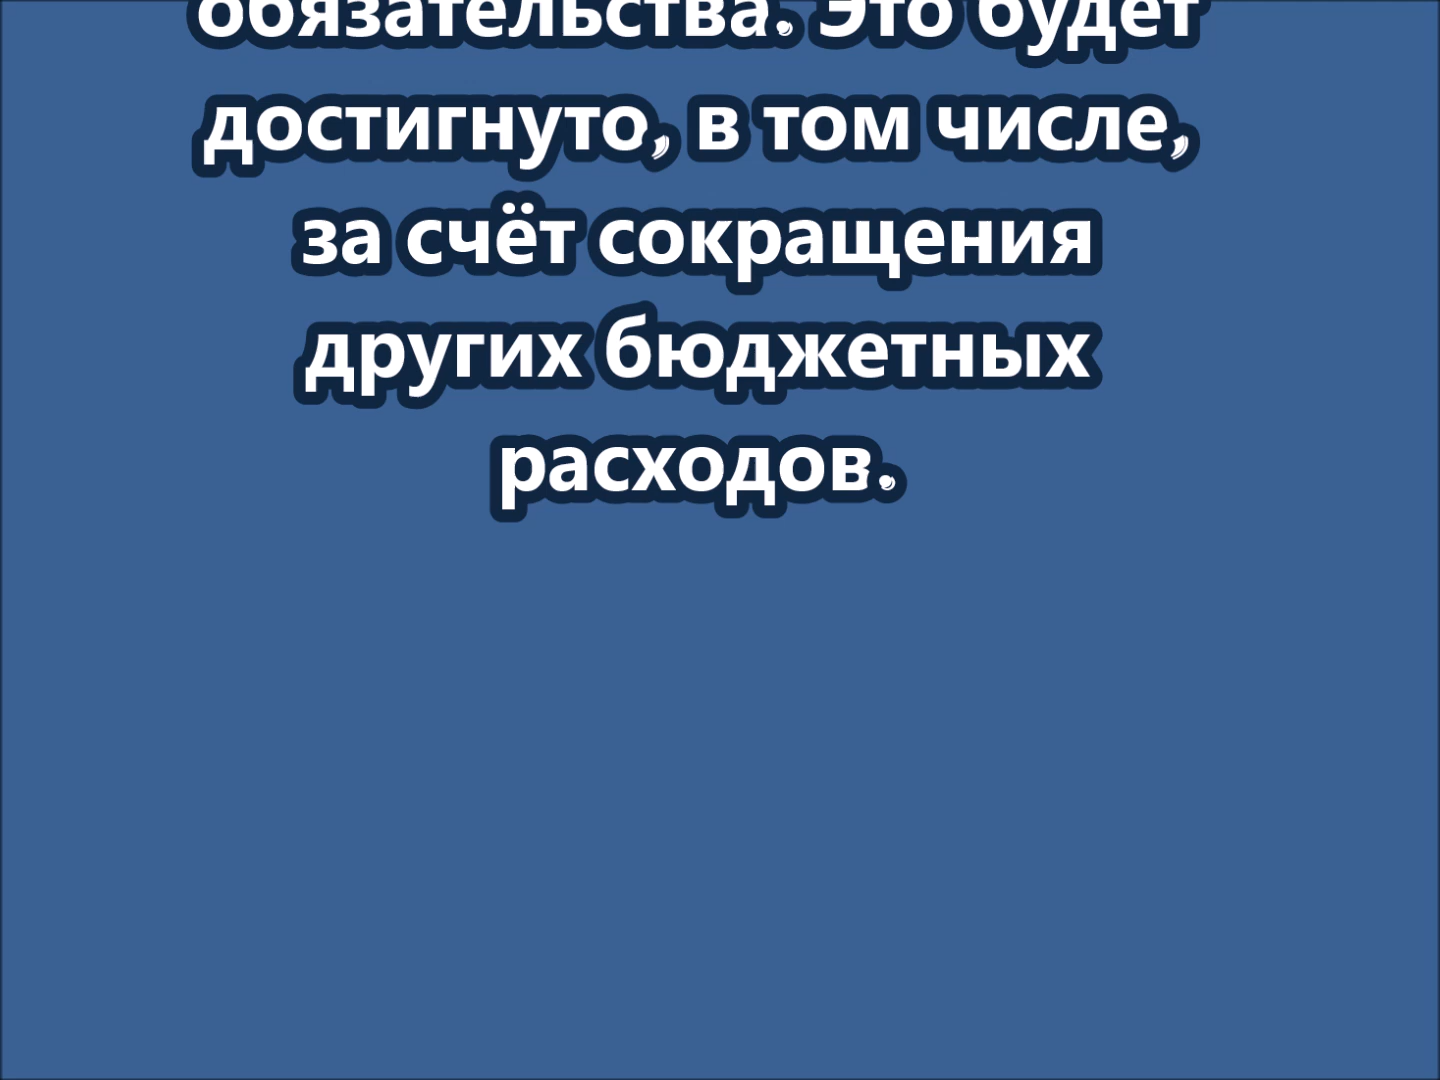 обязательства. Это будет
достигнуто, в том числе,
за счёт сокращения
других бюджетных
расходов.